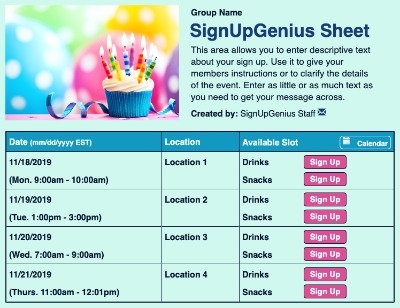 Group Name
SignUpGenius Sheet
This area allows you to enter descriptive text
about your sign up. Use it to give your
members instructions or to clarify the details
of the event. Enter as little or as much text as
you need to get your message across.
Created by: SignUpGenius Staff
Date (mm/dd/yyyy EST) Location Available Slot Calendar
11/18/2019 Location 1 Drinks Sign Up
(Mon. 9:00am - 10:00am) Snacks Sign Up
11/19/2019 Location 2 Drinks Sign Up
(Tue. 1:00pm - 3:00pm) Snacks Sign Up
11/20/2019 Location 3 Drinks Sign Up
(Wed. 7:00am - 9:00am) Snacks Sign Up
11/21/2019 Location 4 Drinks Sign Up
(Thurs. 11:00am - 12:01pm) Snacks Sign Up